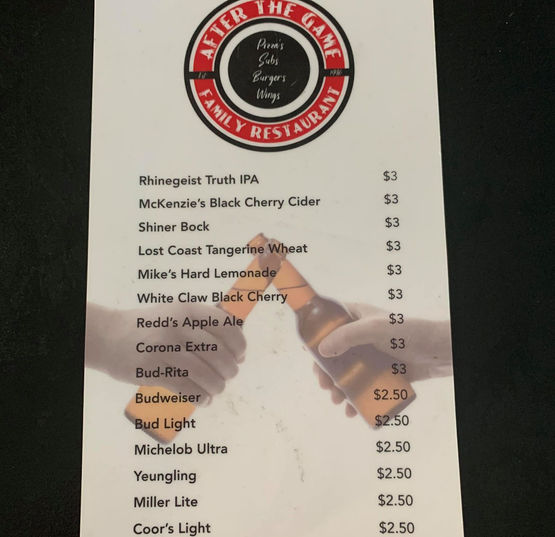 AFTER THE GAME
Pizza's
Subs
Burgers
Wings
FAMILY RESTAURANT
Rhinegeist Truth IPA $3
McKenzie's Black Cherry Cider $3
Shiner Bock $3
Lost Coast Tangerine Wheat $3
Mike's Hard Lemonade $3
White Claw Black Cherry $3
Redd's Apple Ale $3
Corona Extra $3
Bud-Rita $3
Budweiser $2.50
Bud Light $2.50
Michelob Ultra $2.50
Yeungling $2.50
Miller Lite $2.50
Coor's Light $2.50